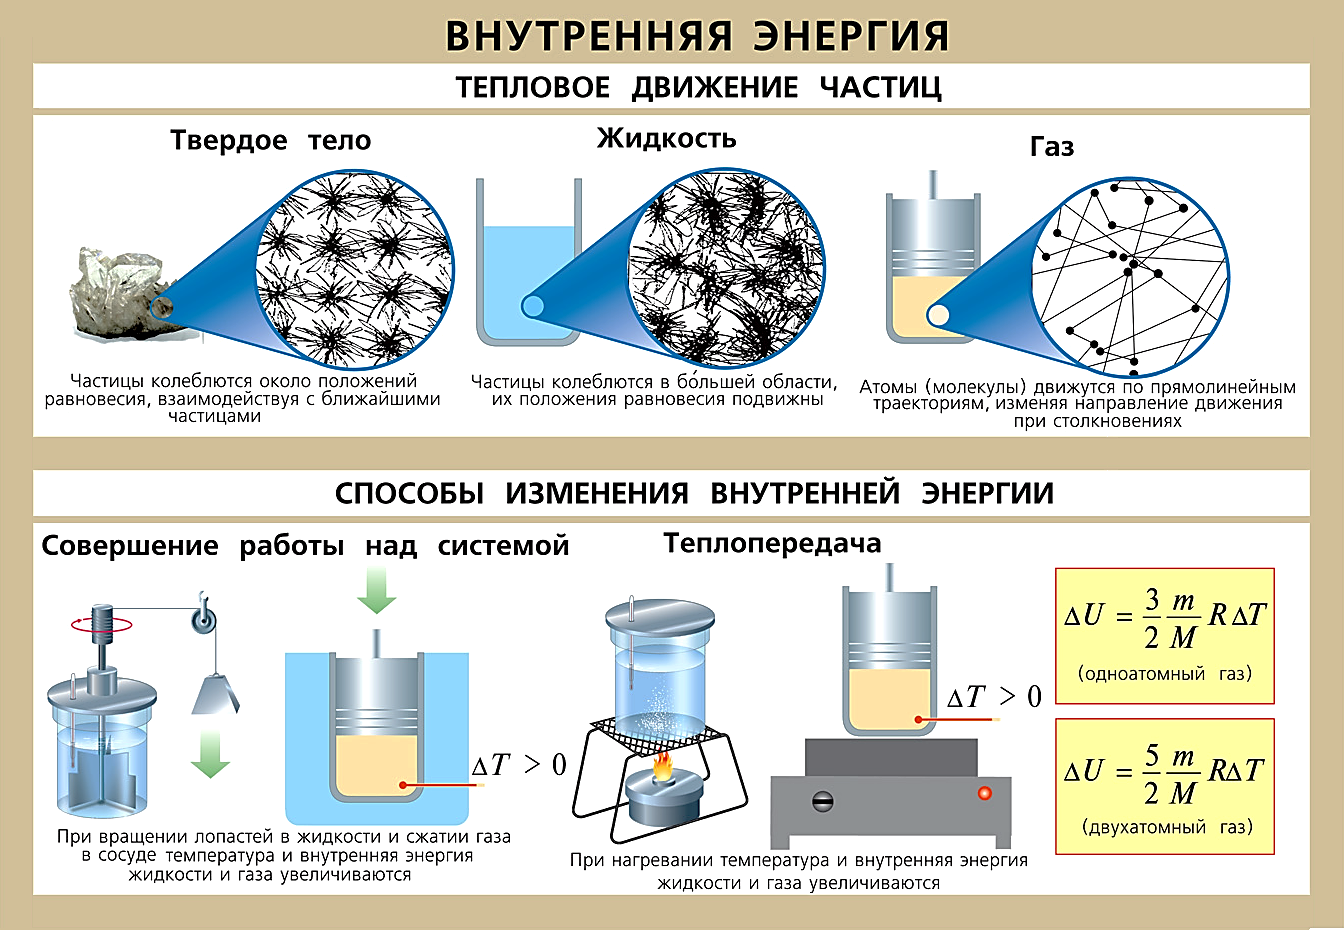 ВНУТРЕННЯЯ ЭНЕРГИЯ
ТЕПЛОВОЕ ДВИЖЕНИЕ ЧАСТИЦ
Твердое тело
Частицы колеблются около положений
равновесия, взаимодействуя с ближайшими
частицами
Жидкость
Частицы колеблются в бо́льшей области,
их положения равновесия подвижны
Газ
Атомы (молекулы) движутся по прямолинейным
траекториям, изменяя направление движения
при столкновениях
СПОСОБЫ ИЗМЕНЕНИЯ ВНУТРЕННЕЙ ЭНЕРГИИ
Совершение работы над системой
ΔT > 0
При вращении лопастей в жидкости и сжатии газа
в сосуде температура и внутренняя энергия
жидкости и газа увеличиваются
Теплопередача
ΔT > 0
При нагревании температура и внутренняя энергия
жидкости и газа увеличиваются
ΔU = 3/2 m/M RΔT
(одноатомный газ)
ΔU = 5/2 m/M RΔT
(двухатомный газ)